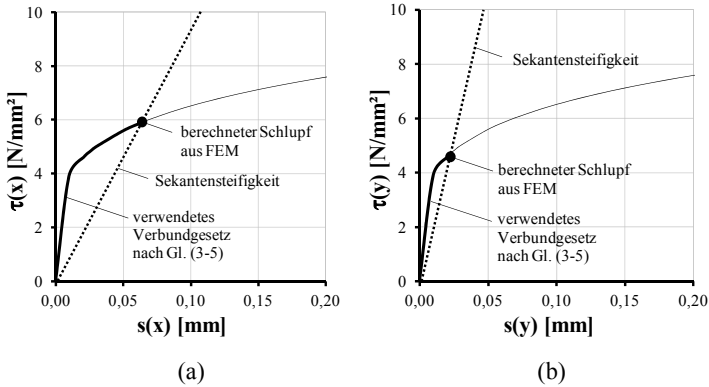 10
8
6
4
2
0
τ(x) [N/mm²]
berechneter Schlupf
aus FEM
Sekantensteifigkeit
verwendetes
Verbundgesetz
nach Gl. (3-5)
0,00 0,05 0,10 0,15 0,20
s(x) [mm]
(a)
10
8
6
4
2
0
τ(y) [N/mm²]
Sekantensteifigkeit
berechneter Schlupf
aus FEM
verwendetes
Verbundgesetz
nach Gl. (3-5)
0,00 0,05 0,10 0,15 0,20
s(y) [mm]
(b)